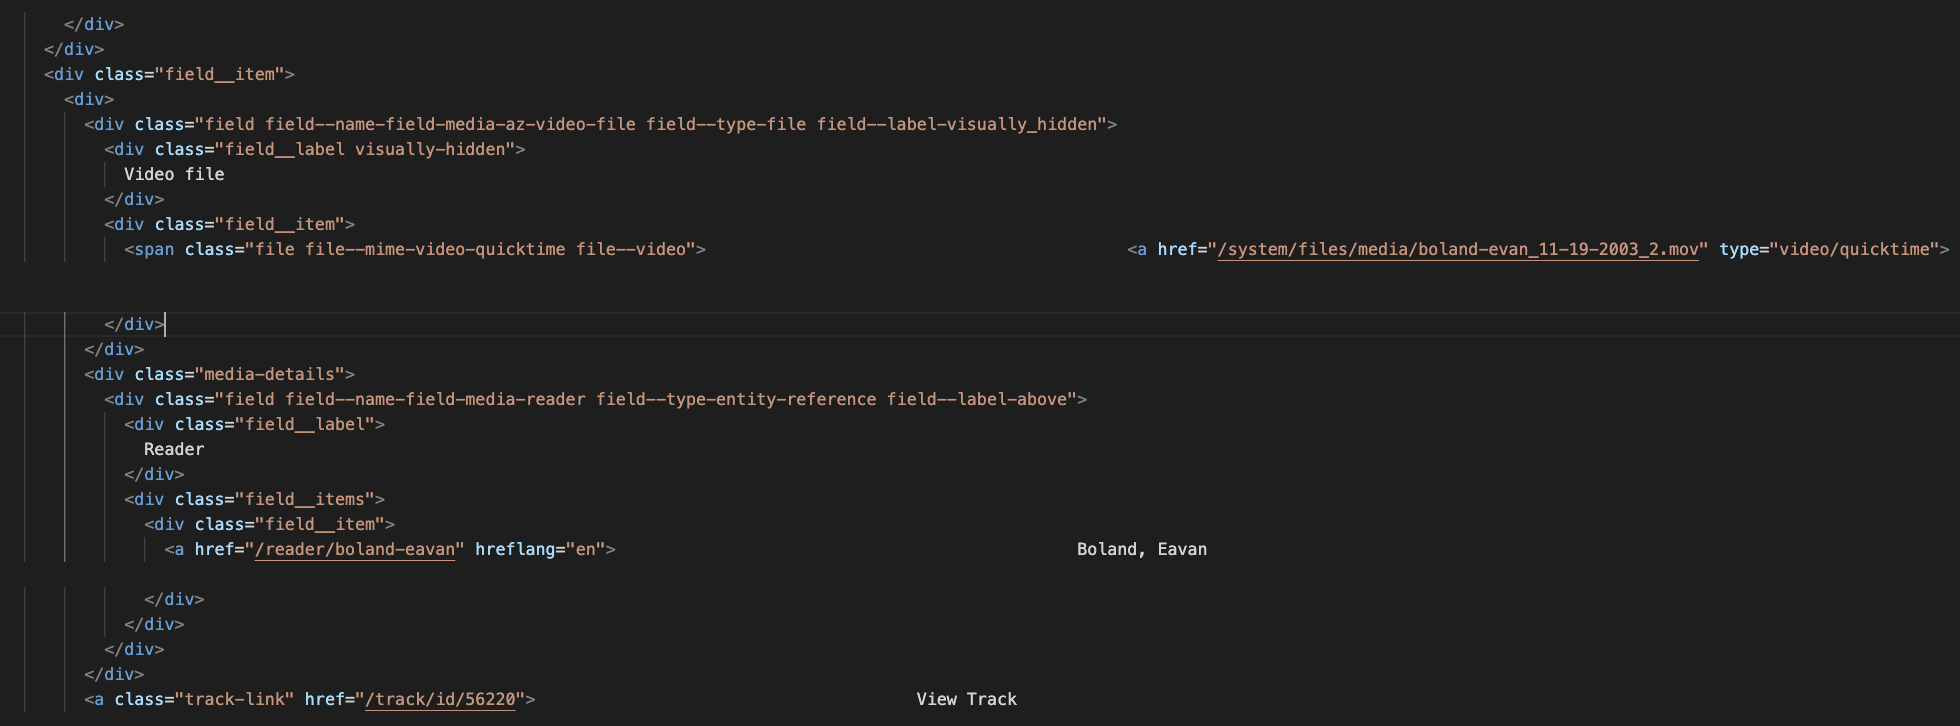 </div>
</div>
<div class="field__item">
<div>
<div class="field field--name-field-media-az-video-file field--type-file field--label-visually_hidden">
<div class="field__label visually-hidden">
Video file
</div>
<div class="field__item">
<span class="file file--mime-video-quicktime file--video"> <a href="/system/files/media/boland-evan_11-19-2003_2.mov" type="video/quicktime">
</div>
</div>
<div class="media-details">
<div class="field field--name-field-media-reader field--type-entity-reference field--label-above">
<div class="field__label">
Reader
</div>
<div class="field__items">
<div class="field__item">
<a href="/reader/boland-eavan" hreflang="en"> Boland, Eavan
</div>
</div>
</div>
</div>
<a class="track-link" href="/track/id/56220"> View Track